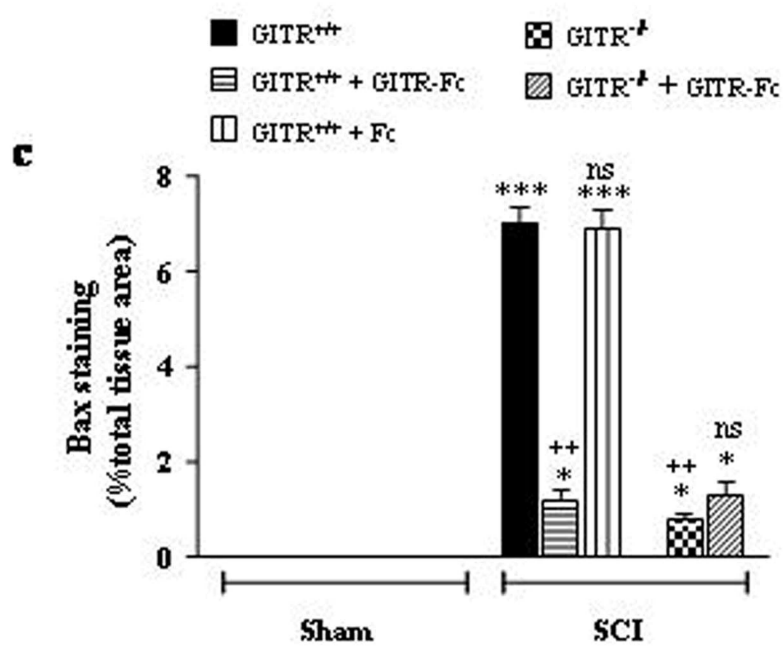 GITR+/+
GITR-/-
GITR+/+ + GITR-Fc
GITR-/- + GITR-Fc
GITR+/+ + Fc
c
Bax staining
(%total tissue area)
8
6
4
2
0
***
ns
***
++
*
++
*
ns
*
Sham
SCI